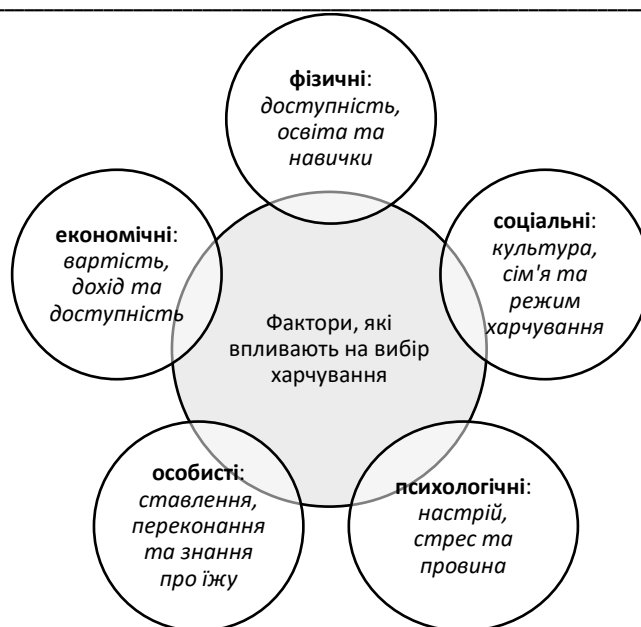 фізичні:
доступність,
освіта та
навички
економічні:
вартість,
дохід та
доступність
соціальні:
культура,
сім'я та
режим
харчування
Фактори, які
впливають на вибір
харчування
особисті:
ставлення,
переконання
та знання
про їжу
психологічні:
настрій,
стрес та
провина